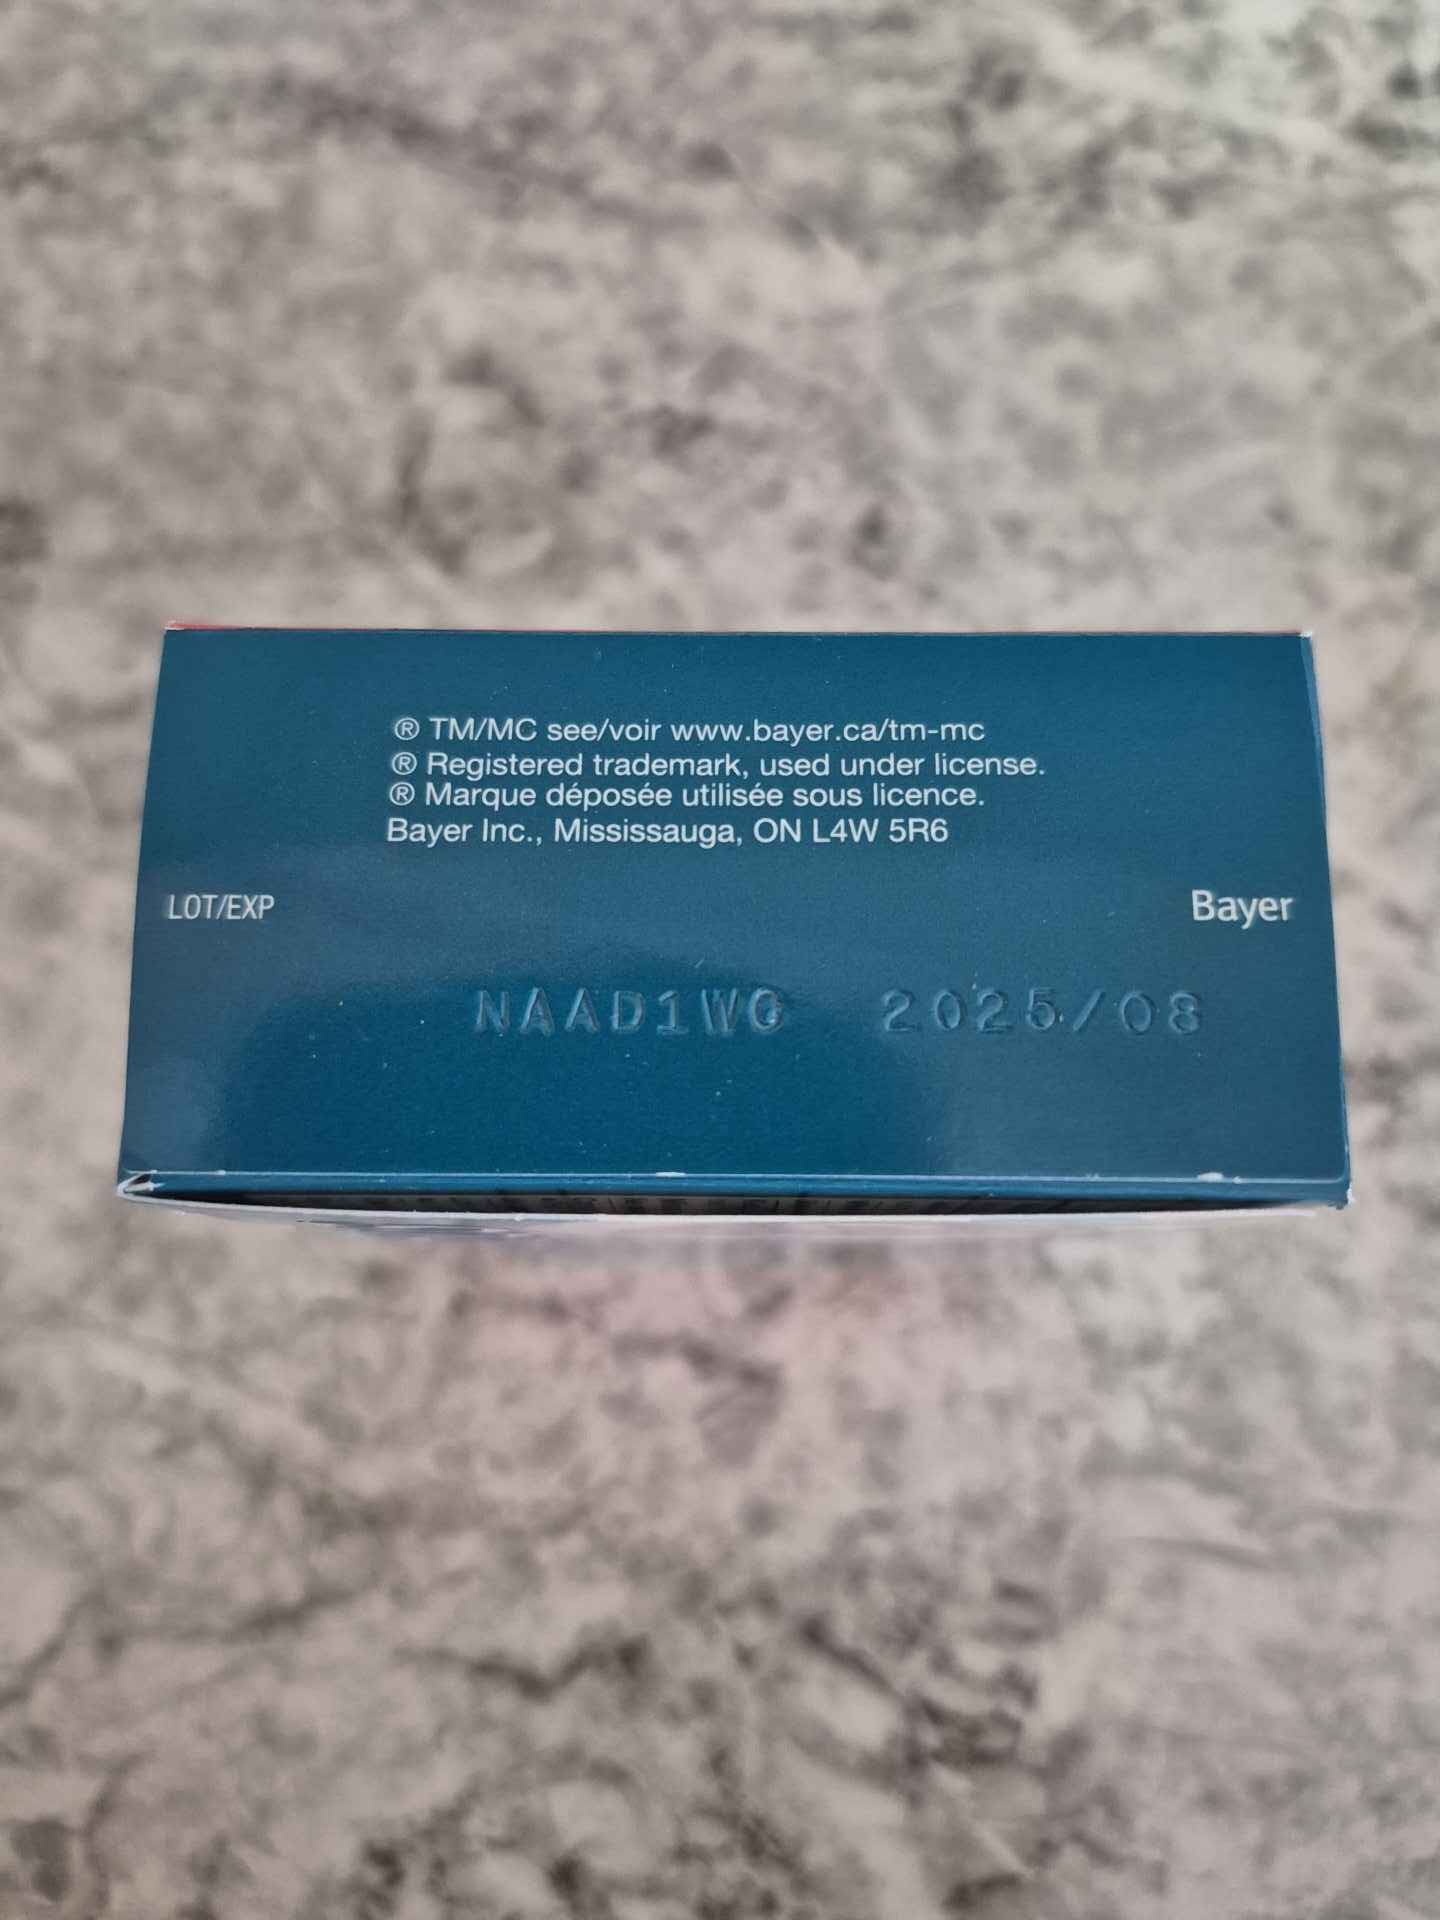 ® TM/MC see/voir www.bayer.ca/tm-mc
® Registered trademark, used under license.
® Marque déposée utilisée sous licence.
Bayer Inc., Mississauga, ON L4W 5R6
LOT/EXP
Bayer
NAAD1WG 2025/08